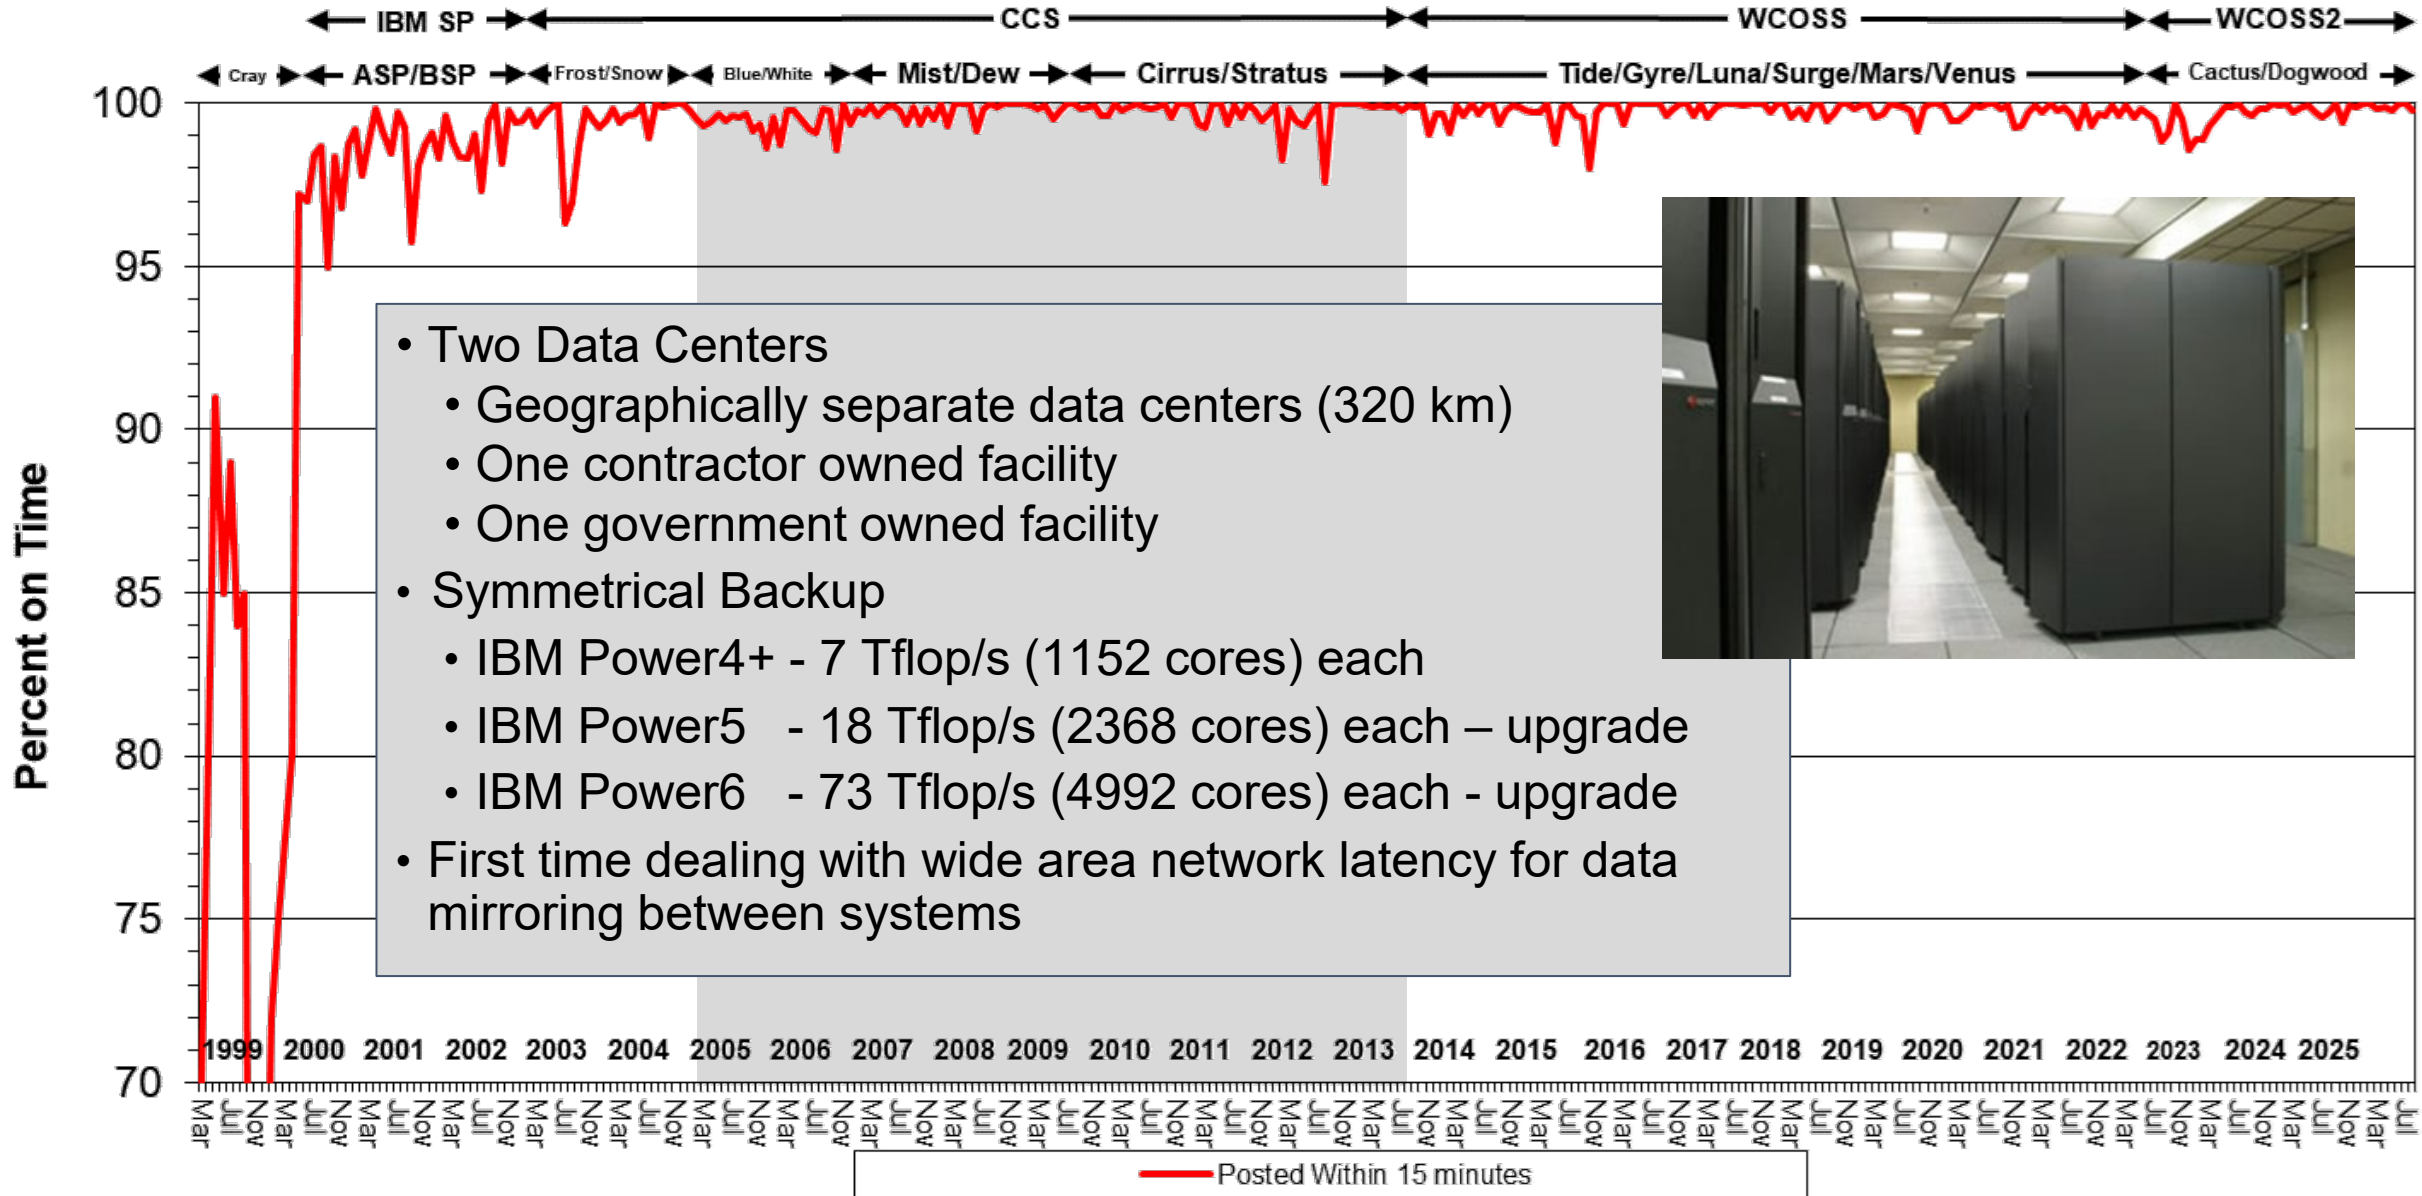 IBM SP CCS WCOSS WCOSS2
Cray ASP/BSP Frost/Snow Blue/White Mist/Dew Cirrus/Stratus Tide/Gyre/Luna/Surge/Mars/Venus Cactus/Dogwood
100
95
90
85
80
75
70
Percent on Time
• Two Data Centers
• Geographically separate data centers (320 km)
• One contractor owned facility
• One government owned facility
• Symmetrical Backup
• IBM Power4+ - 7 Tflop/s (1152 cores) each
• IBM Power5 - 18 Tflop/s (2368 cores) each – upgrade
• IBM Power6 - 73 Tflop/s (4992 cores) each - upgrade
• First time dealing with wide area network latency for data
mirroring between systems
1999 2000 2001 2002 2003 2004 2005 2006 2007 2008 2009 2010 2011 2012 2013 2014 2015 2016 2017 2018 2019 2020 2021 2022 2023 2024 2025
Mar Jul Nov Mar Jul Nov Mar Jul Nov Mar Jul Nov Mar Jul Nov Mar Jul Nov Mar Jul Nov Mar Jul Nov Mar Jul Nov Mar Jul Nov Mar Jul Nov Mar Jul Nov Mar Jul Nov Mar Jul Nov Mar Jul Nov Mar Jul Nov Mar Jul Nov Mar Jul Nov Mar Jul Nov Mar Jul Nov Mar Jul Nov Mar Jul Nov Mar Jul Nov Mar Jul Nov Mar Jul Nov Mar Jul Nov Mar Jul
Posted Within 15 minutes